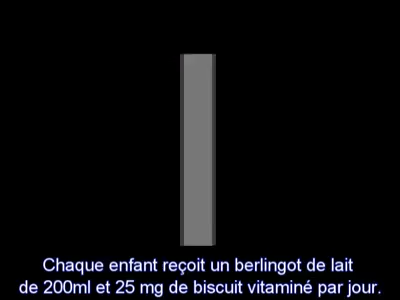 Chaque enfant reçoit un berlingot de lait
de 200ml et 25 mg de biscuit vitaminé par jour.